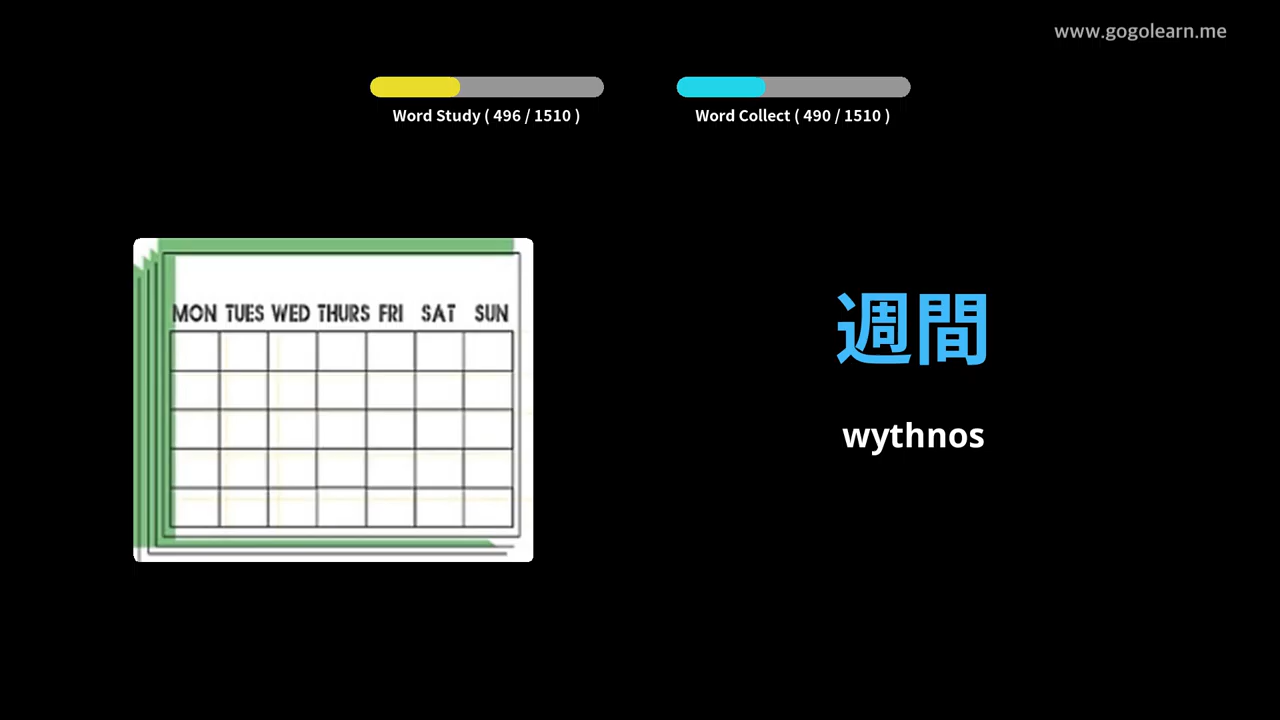 www.gogolearn.me
Word Study ( 496 / 1510 )
Word Collect ( 490 / 1510 )
MON TUES WED THURS FRI SAT SUN
週間
wythnos